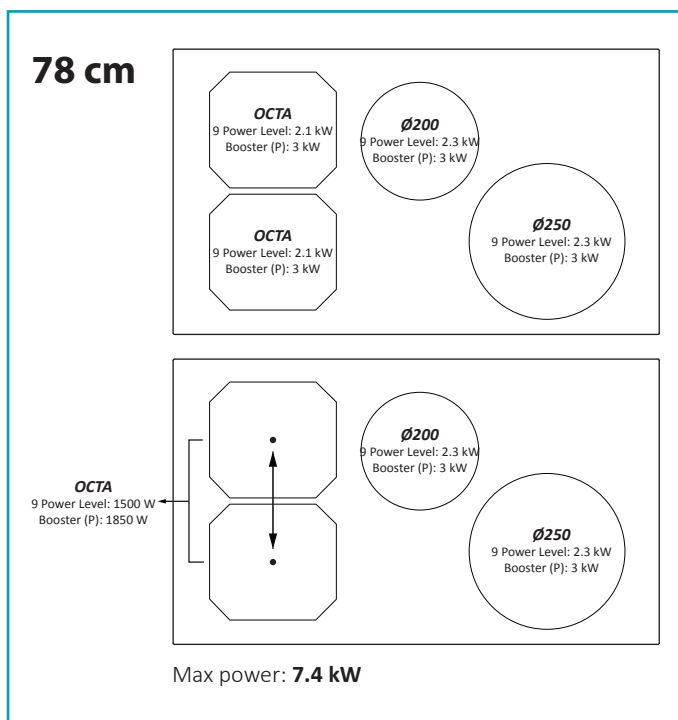 78 cm
OCTA
9 Power Level: 2.1 kW
Booster (P): 3 kW
Ø200
9 Power Level: 2.3 kW
Booster (P): 3 kW
OCTA
9 Power Level: 2.1 kW
Booster (P): 3 kW
Ø250
9 Power Level: 2.3 kW
Booster (P): 3 kW
Ø200
9 Power Level: 2.3 kW
Booster (P): 3 kW
OCTA
9 Power Level: 1500 W
Booster (P): 1850 W
Ø250
9 Power Level: 2.3 kW
Booster (P): 3 kW
Max power: 7.4 kW